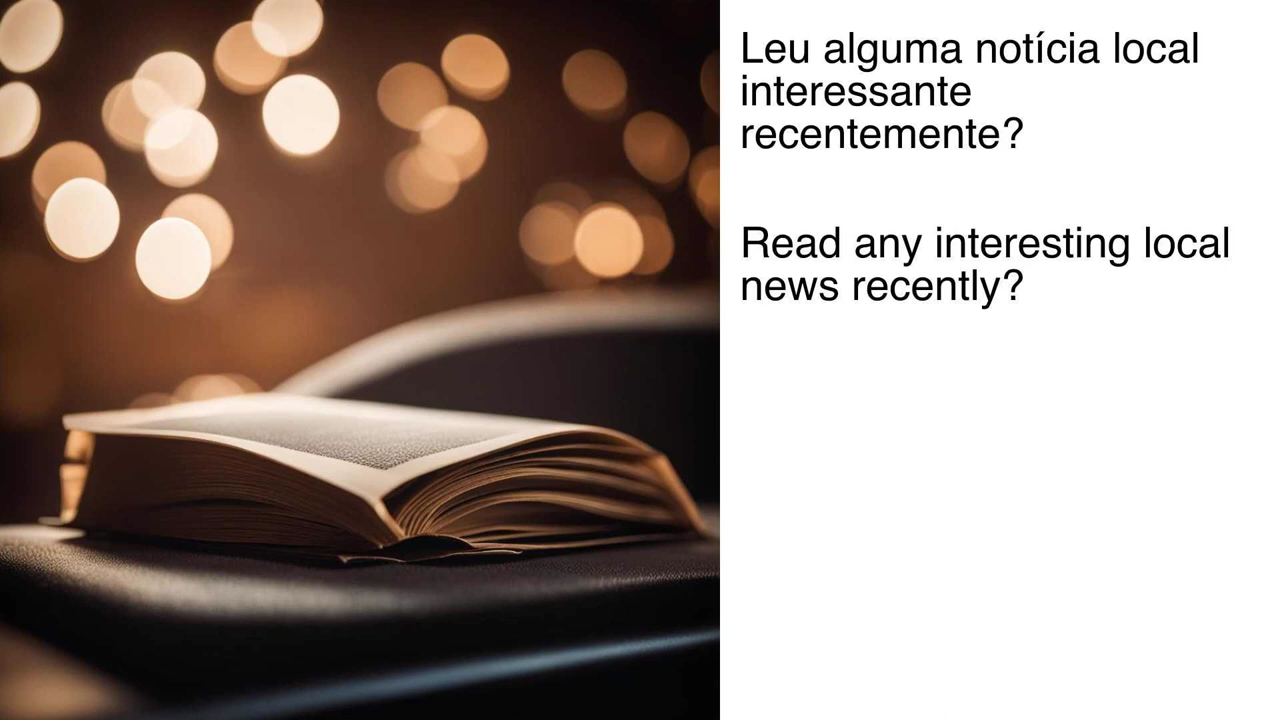 Leu alguma notícia local
interessante
recentemente?
Read any interesting local
news recently?